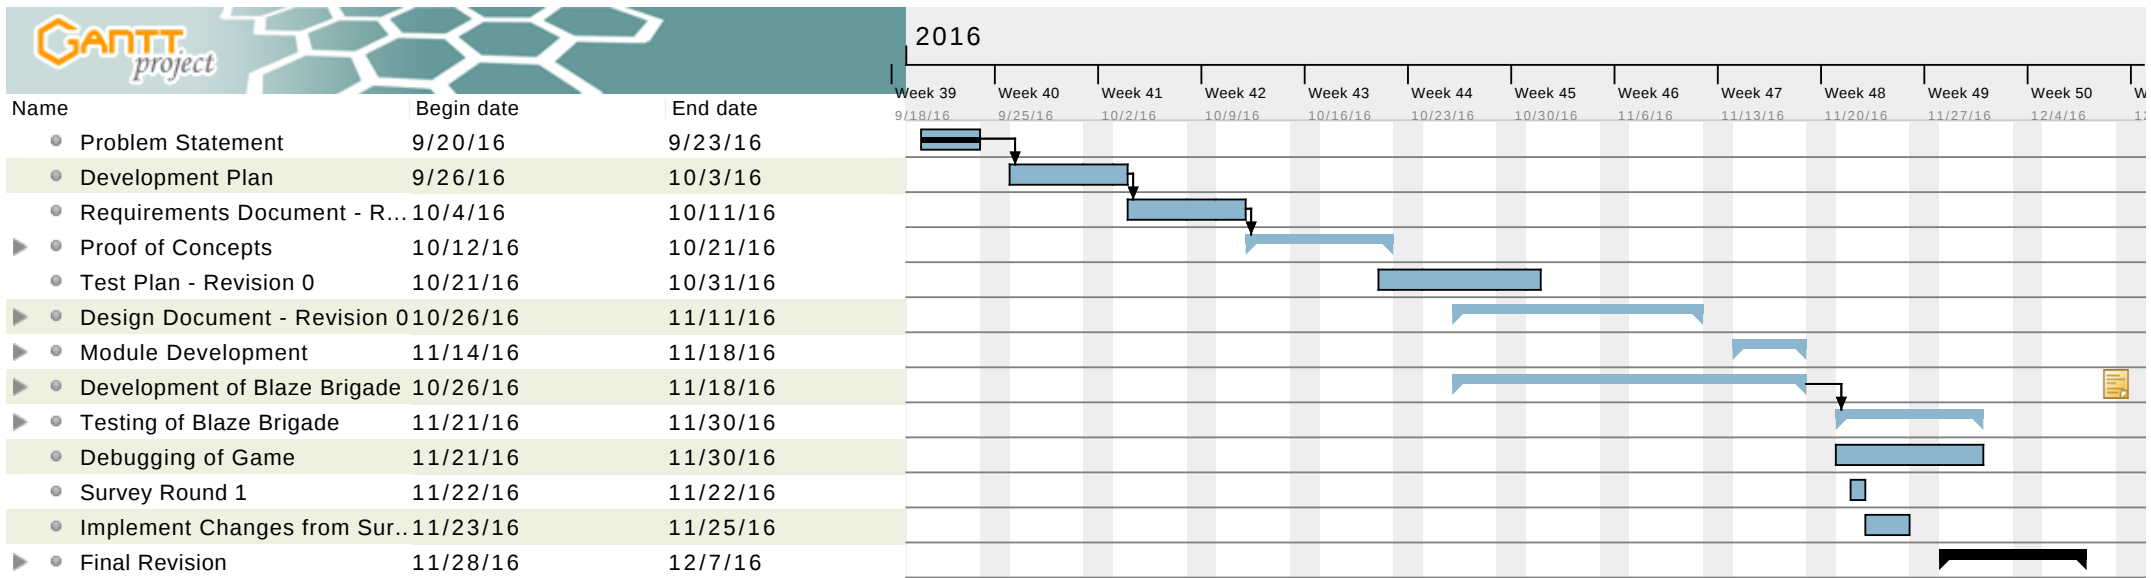 GANTT
project
2016
Week 39 Week 40 Week 41 Week 42 Week 43 Week 44 Week 45 Week 46 Week 47 Week 48 Week 49 Week 50 W
Name Begin date End date
9/18/16 9/25/16 10/2/16 10/9/16 10/16/16 10/23/16 10/30/16 11/6/16 11/13/16 11/20/16 11/27/16 12/4/16 12
Problem Statement 9/20/16 9/23/16
Development Plan 9/26/16 10/3/16
Requirements Document - R... 10/4/16 10/11/16
Proof of Concepts 10/12/16 10/21/16
Test Plan - Revision 0 10/21/16 10/31/16
Design Document - Revision 0 10/26/16 11/11/16
Module Development 11/14/16 11/18/16
Development of Blaze Brigade 10/26/16 11/18/16
Testing of Blaze Brigade 11/21/16 11/30/16
Debugging of Game 11/21/16 11/30/16
Survey Round 1 11/22/16 11/22/16
Implement Changes from Sur.. 11/23/16 11/25/16
Final Revision 11/28/16 12/7/16